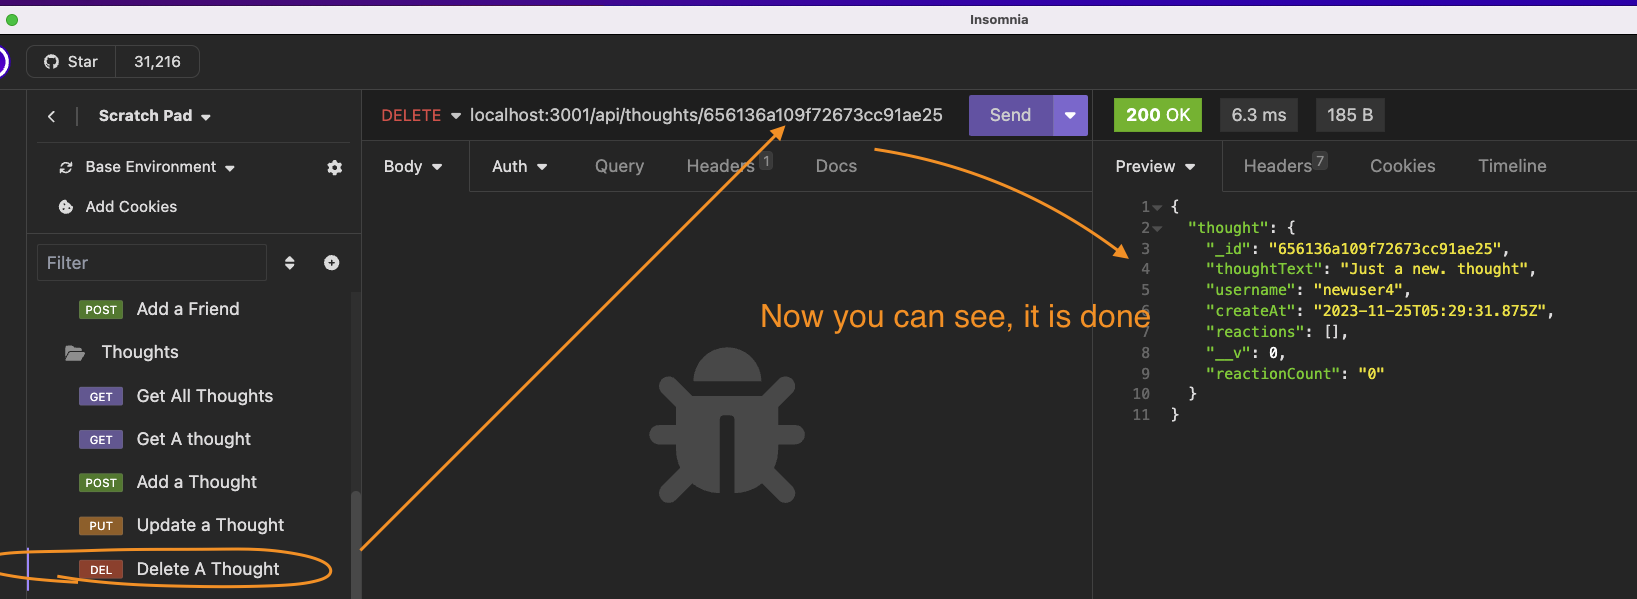 Insomnia
Star 31,216
Scratch Pad
DELETE localhost:3001/api/thoughts/656136a109f72673cc91ae25 Send
200 OK 6.3 ms 185 B
Base Environment
Add Cookies
Filter
POST Add a Friend
Thoughts
GET Get All Thoughts
GET Get A thought
POST Add a Thought
PUT Update a Thought
DEL Delete A Thought
Body Auth Query Headers 1 Docs
Now you can see, it is done
Preview Headers 7 Cookies Timeline
1 {
2 "thought": {
3 "_id": "656136a109f72673cc91ae25",
4 "thoughtText": "Just a new. thought",
5 "username": "newuser4",
6 "createAt": "2023-11-25T05:29:31.875Z",
7 "reactions": [],
8 "__v": 0,
9 "reactionCount": "0"
10 }
11 }